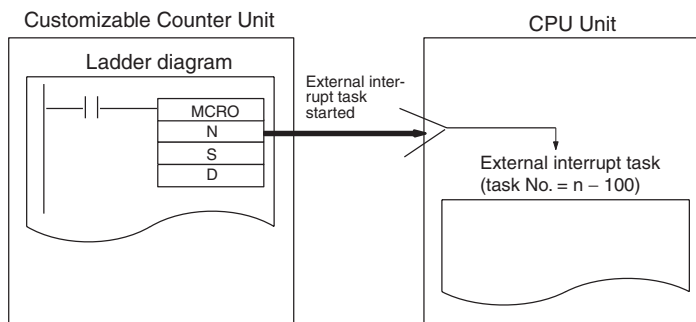 Customizable Counter Unit
Ladder diagram
MCRO
N
S
D
External inter-
rupt task
started
CPU Unit
External interrupt task
(task No. = n − 100)